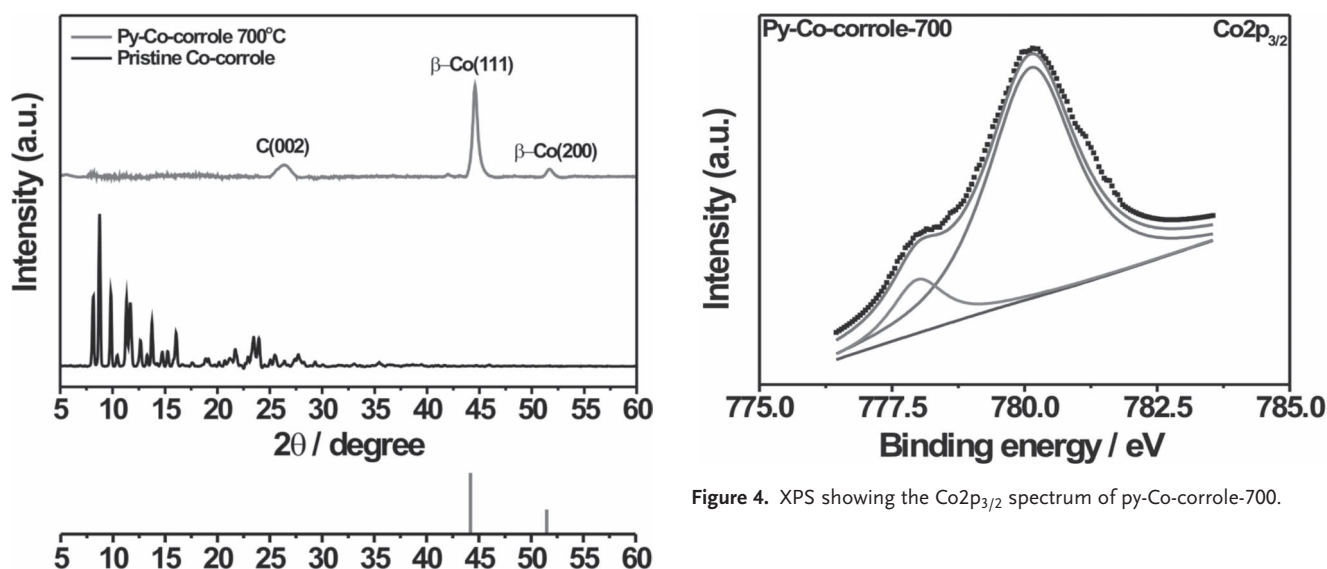 Py-Co-corrole 700°C
Pristine Co-corrole
β–Co(111)
C(002)
β–Co(200)
Intensity (a.u.)
5 10 15 20 25 30 35 40 45 50 55 60
2θ / degree
5 10 15 20 25 30 35 40 45 50 55 60
Py-Co-corrole-700 Co2p3/2
Intensity (a.u.)
775.0 777.5 780.0 782.5 785.0
Binding energy / eV
Figure 4. XPS showing the Co2p3/2 spectrum of py-Co-corrole-700.